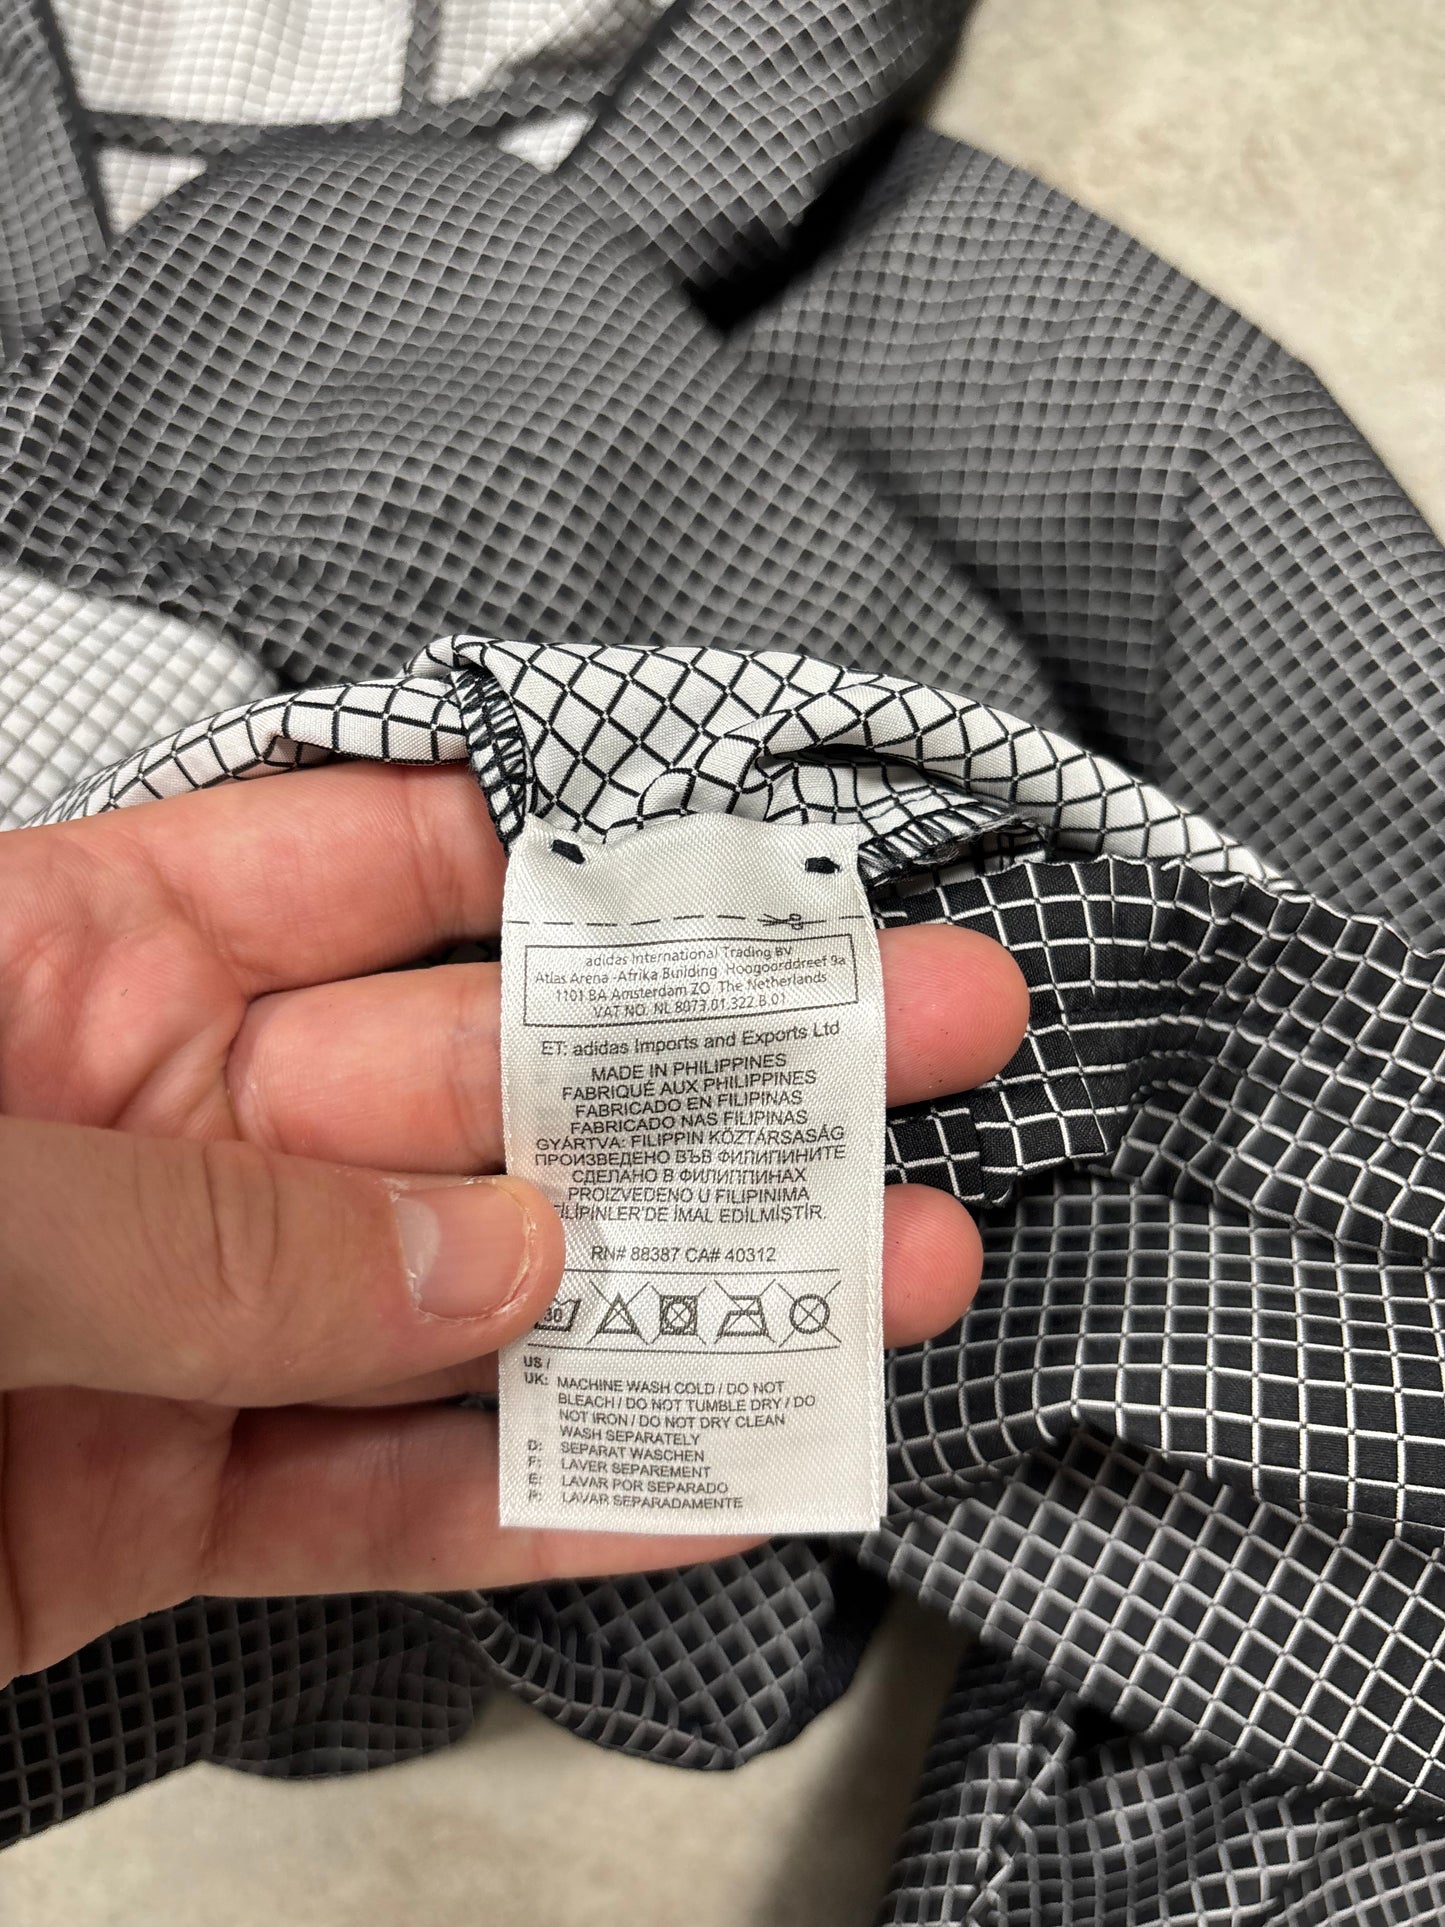 adidas International Trading BV
Atlas Arena -Afrika Building Hoogoorddreef 9a
1101 BA Amsterdam ZO The Netherlands
VAT NO. NL 8073.01.322.B.01
ET: adidas Imports and Exports Ltd
MADE IN PHILIPPINES
FABRIQUÉ AUX PHILIPPINES
FABRICADO EN FILIPINAS
FABRICADO NAS FILIPINAS
GYÁRTVA: FILIPPIN KÖZTÁRSASÁG
ПРОИЗВЕДЕНО ВЪВ ФИЛИПИНИТЕ
СДЕЛАНО В ФИЛИППИНАХ
PROIZVEDENO U FILIPINIMA
FİLİPİNLER'DE İMAL EDİLMİŞTİR.
RN# 88387 CA# 40312
30
US /
UK: MACHINE WASH COLD / DO NOT
BLEACH / DO NOT TUMBLE DRY / DO
NOT IRON / DO NOT DRY CLEAN
WASH SEPARATELY
D: SEPARAT WASCHEN
F: LAVER SEPAREMENT
E: LAVAR POR SEPARADO
P: LAVAR SEPARADAMENTE